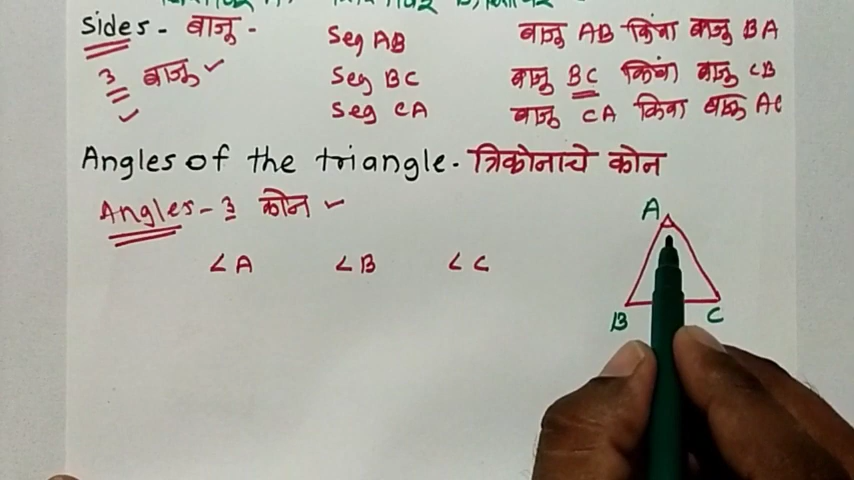 Sides - बाजू - Seg AB बाजू AB किंवा बाजू BA
3 बाजू Seg BC बाजू BC किंवा बाजू CB
Seg CA बाजू CA किंवा बाजू AC
Angles of the triangle - त्रिकोनाचे कोन
Angles - 3 कोन
∠A ∠B ∠C
A
B C